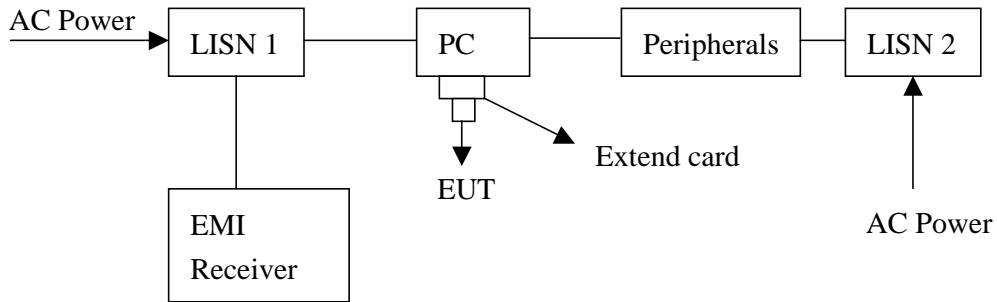 AC Power
LISN 1
PC
Peripherals
LISN 2
Extend card
EUT
EMI
Receiver
AC Power